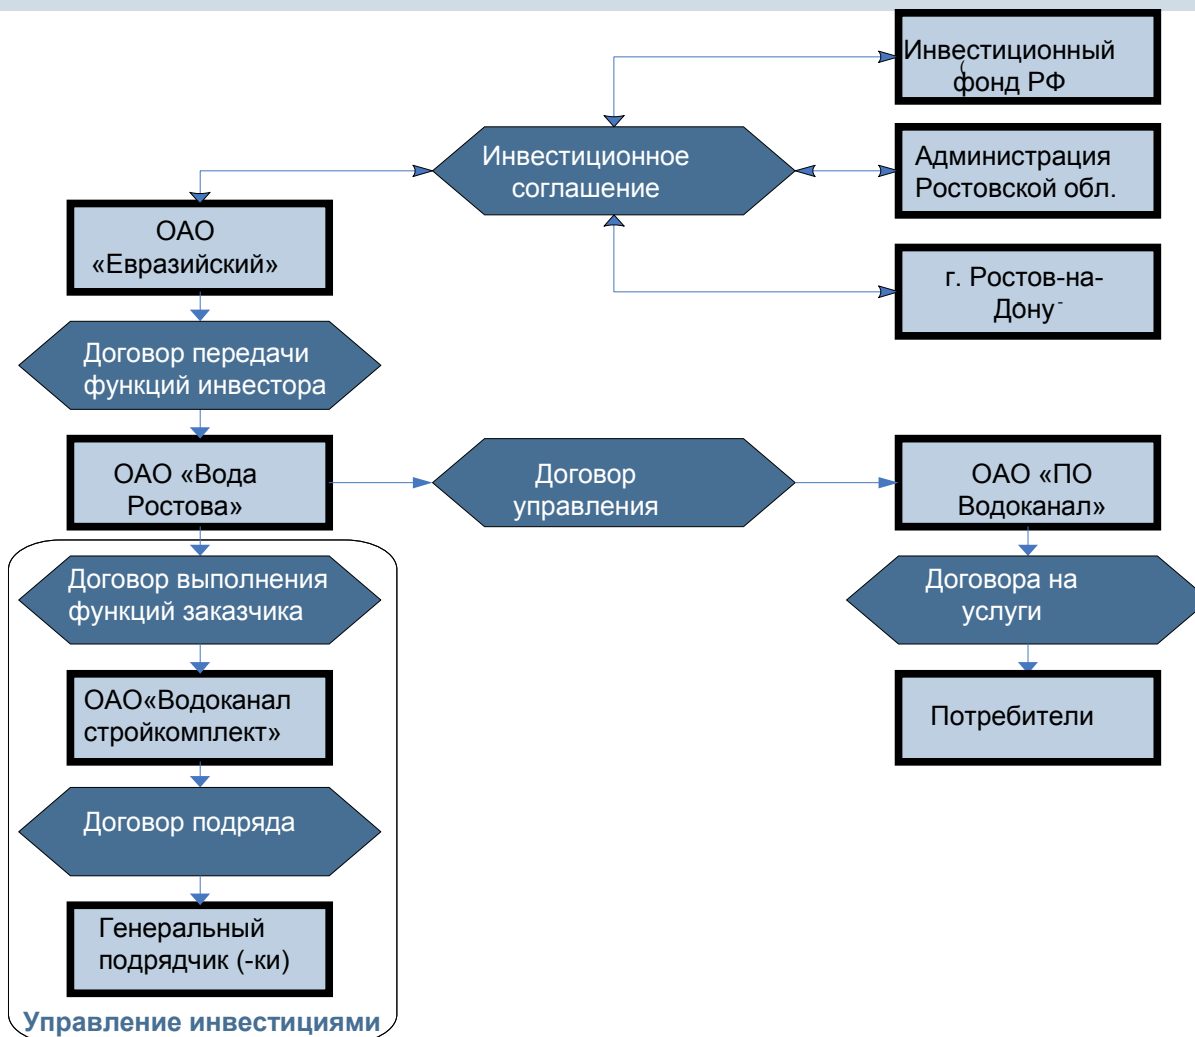 Инвестиционный
фонд РФ
Инвестиционное
соглашение
Администрация
Ростовской обл.
ОАО
«Евразийский»
г. Ростов-на-
Дону
Договор передачи
функций инвестора
ОАО «Вода
Ростова»
Договор
управления
ОАО «ПО
Водоканал»
Договор выполнения
функций заказчика
Договора на
услуги
ОАО«Водоканал
стройкомплект»
Потребители
Договор подряда
Генеральный
подрядчик (-ки)
Управление инвестициями